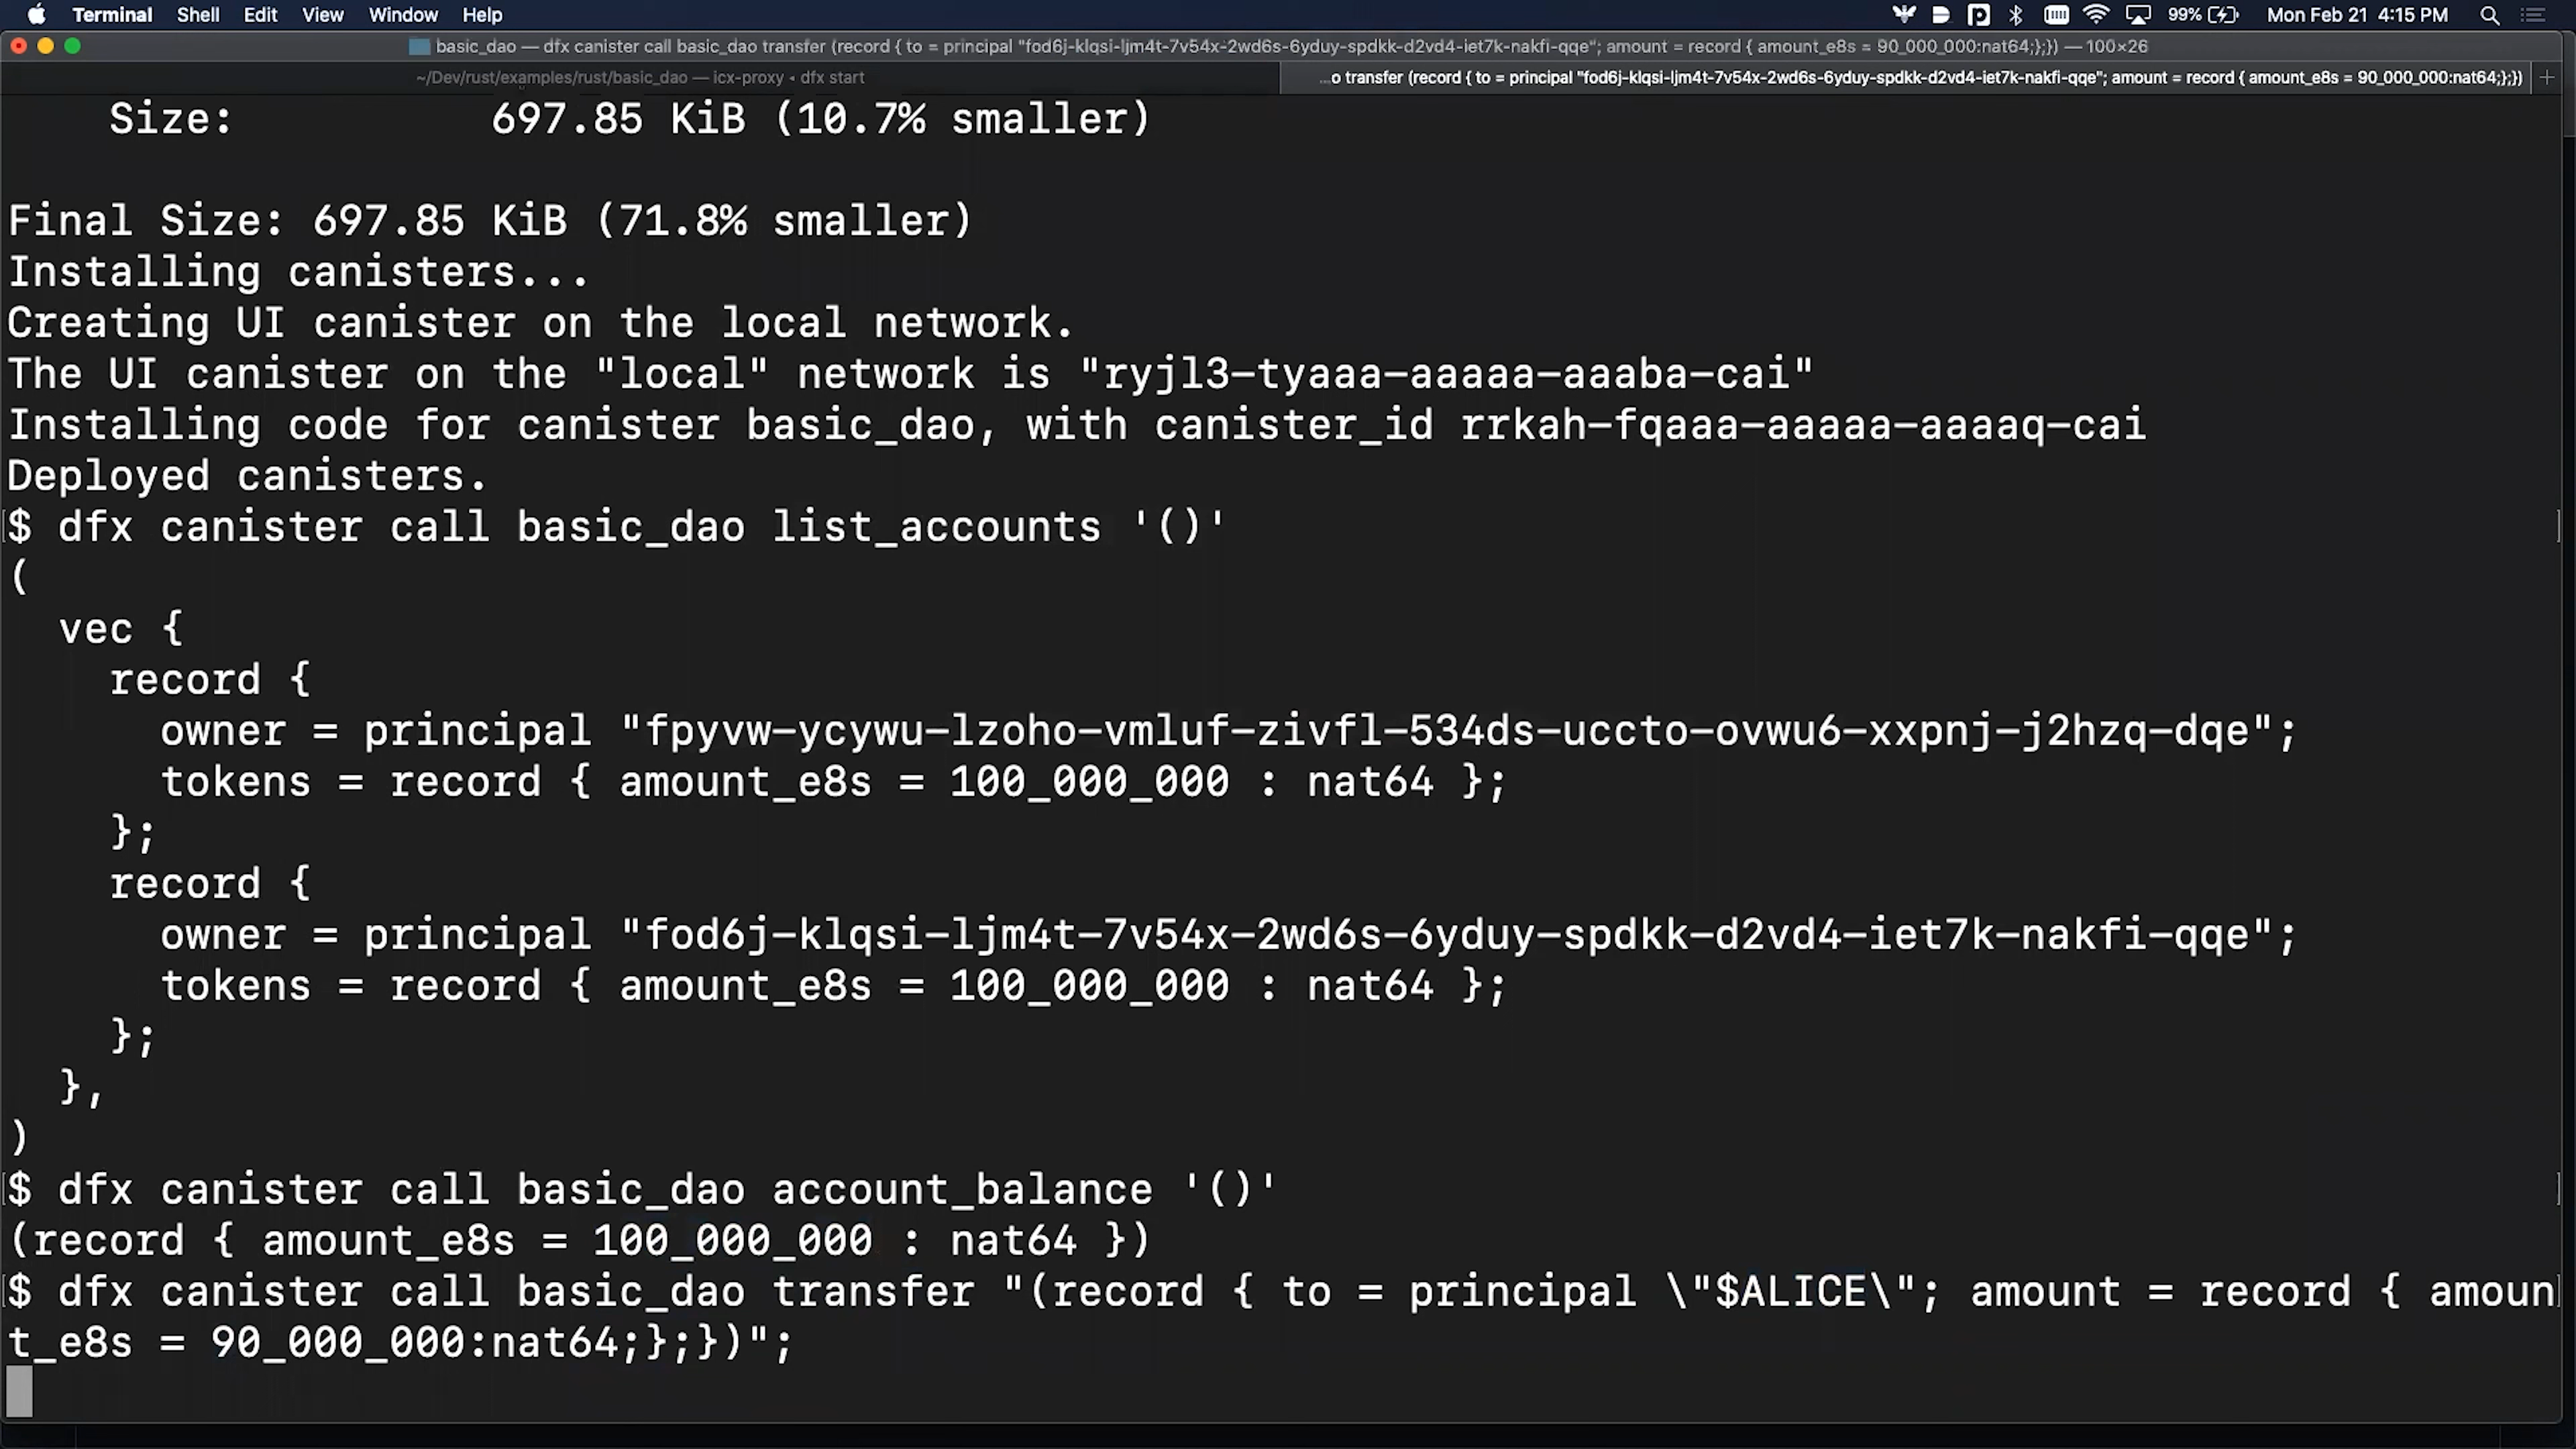 Terminal Shell Edit View Window Help 99% Mon Feb 21 4:15 PM
basic_dao — dfx canister call basic_dao transfer (record { to = principal "fod6j-klqsi-ljm4t-7v54x-2wd6s-6yduy-spdkk-d2vd4-iet7k-nakfi-qqe"; amount = record { amount_e8s = 90_000_000:nat64;};}) — 100×26
~/Dev/rust/examples/rust/basic_dao — icx-proxy ◂ dfx start
...o transfer (record { to = principal "fod6j-klqsi-ljm4t-7v54x-2wd6s-6yduy-spdkk-d2vd4-iet7k-nakfi-qqe"; amount = record { amount_e8s = 90_000_000:nat64;};}) +
Size: 697.85 KiB (10.7% smaller)
Final Size: 697.85 KiB (71.8% smaller)
Installing canisters...
Creating UI canister on the local network.
The UI canister on the "local" network is "ryjl3-tyaaa-aaaaa-aaaba-cai"
Installing code for canister basic_dao, with canister_id rrkah-fqaaa-aaaaa-aaaaq-cai
Deployed canisters.
$ dfx canister call basic_dao list_accounts '()'
(
vec {
record {
owner = principal "fpyvw-ycywu-lzoho-vmluf-zivfl-534ds-uccto-ovwu6-xxpnj-j2hzq-dqe";
tokens = record { amount_e8s = 100_000_000 : nat64 };
};
record {
owner = principal "fod6j-klqsi-ljm4t-7v54x-2wd6s-6yduy-spdkk-d2vd4-iet7k-nakfi-qqe";
tokens = record { amount_e8s = 100_000_000 : nat64 };
};
},
)
$ dfx canister call basic_dao account_balance '()'
(record { amount_e8s = 100_000_000 : nat64 })
$ dfx canister call basic_dao transfer "(record { to = principal \"$ALICE\"; amount = record { amoun
t_e8s = 90_000_000:nat64;};})";